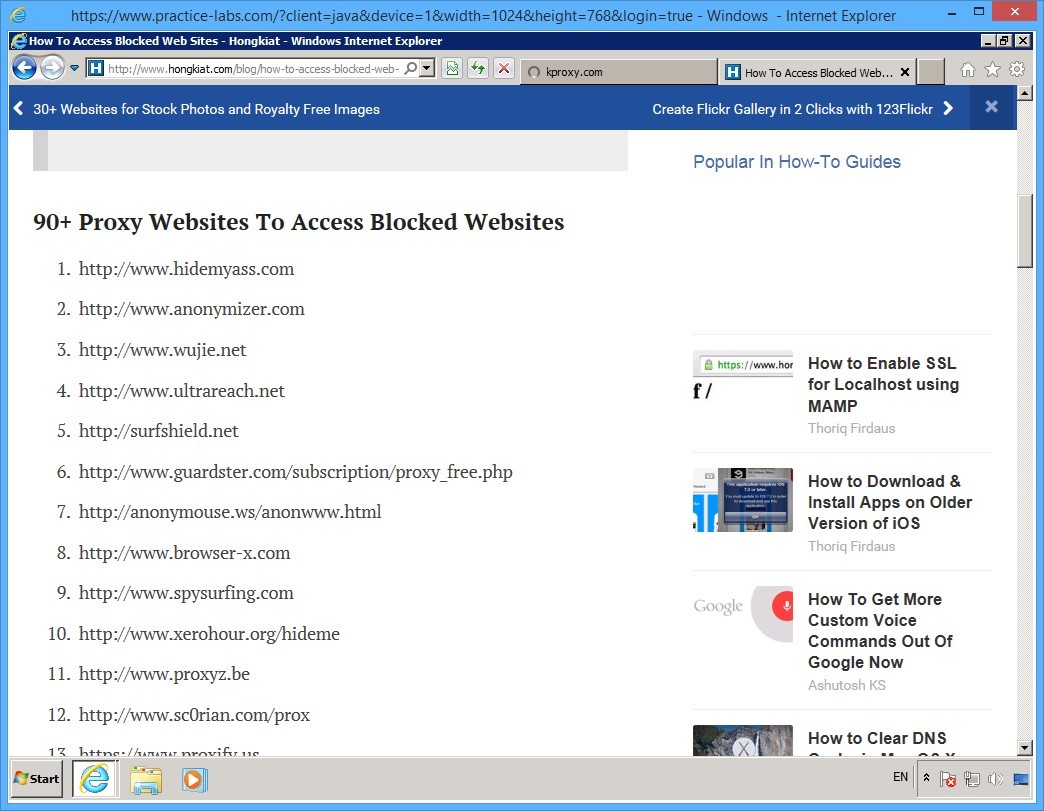 https://www.practice-labs.com/?client=java&device=1&width=1024&height=768&login=true - Windows - Internet Explorer
How To Access Blocked Web Sites - Hongkiat - Windows Internet Explorer
http://www.hongkiat.com/blog/how-to-access-blocked-web-
kproxy.com
How To Access Blocked Web...
30+ Websites for Stock Photos and Royalty Free Images
Create Flickr Gallery in 2 Clicks with 123Flickr
Popular In How-To Guides
90+ Proxy Websites To Access Blocked Websites
1. http://www.hidemyass.com
2. http://www.anonymizer.com
3. http://www.wujie.net
4. http://www.ultrareach.net
5. http://surfshield.net
6. http://www.guardster.com/subscription/proxy_free.php
7. http://anonymouse.ws/anonwww.html
8. http://www.browser-x.com
9. http://www.spysurfing.com
10. http://www.xerohour.org/hideme
11. http://www.proxyz.be
12. http://www.sc0rian.com/prox
13. https://www.proxify.us
https://www.hor
f /
How to Enable SSL
for Localhost using
MAMP
Thoriq Firdaus
How to Download &
Install Apps on Older
Version of iOS
Thoriq Firdaus
Google
How To Get More
Custom Voice
Commands Out Of
Google Now
Ashutosh KS
How to Clear DNS
Start
EN